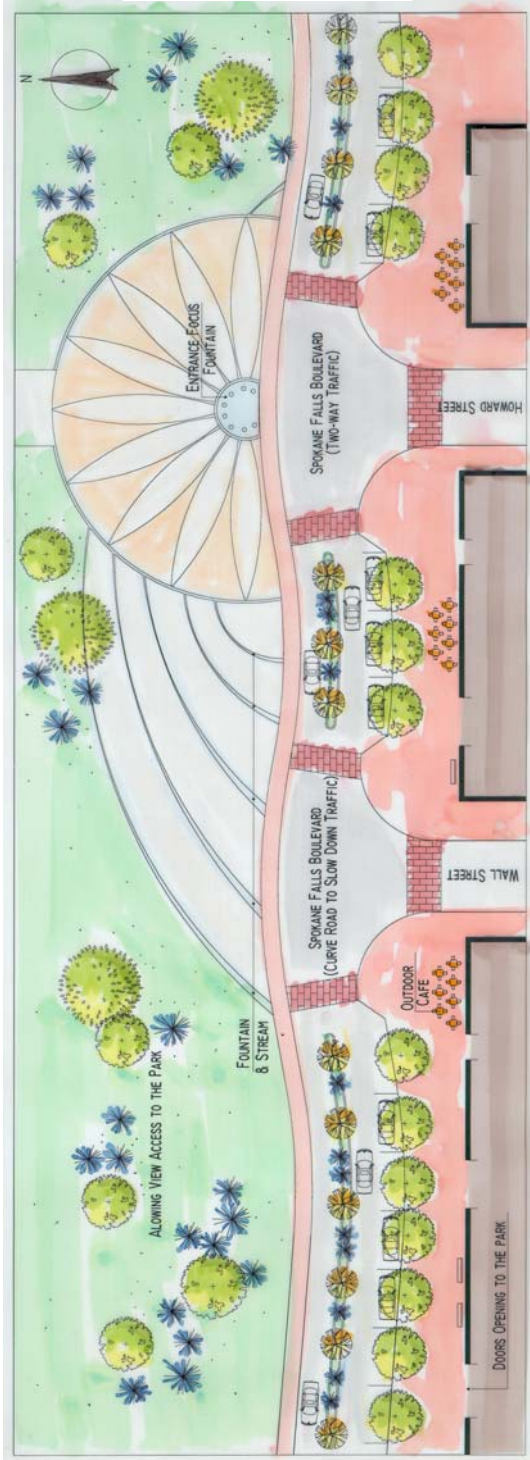 N
ENTRANCE FOCUS
FOUNTAIN
SPOKANE FALLS BOULEVARD
(TWO-WAY TRAFFIC)
HOWARD STREET
SPOKANE FALLS BOULEVARD
(CURVE ROAD TO SLOW DOWN TRAFFIC)
WALL STREET
FOUNTAIN
& STREAM
OUTDOOR
CAFE
ALOWING VIEW ACCESS TO THE PARK
DOORS OPENING TO THE PARK